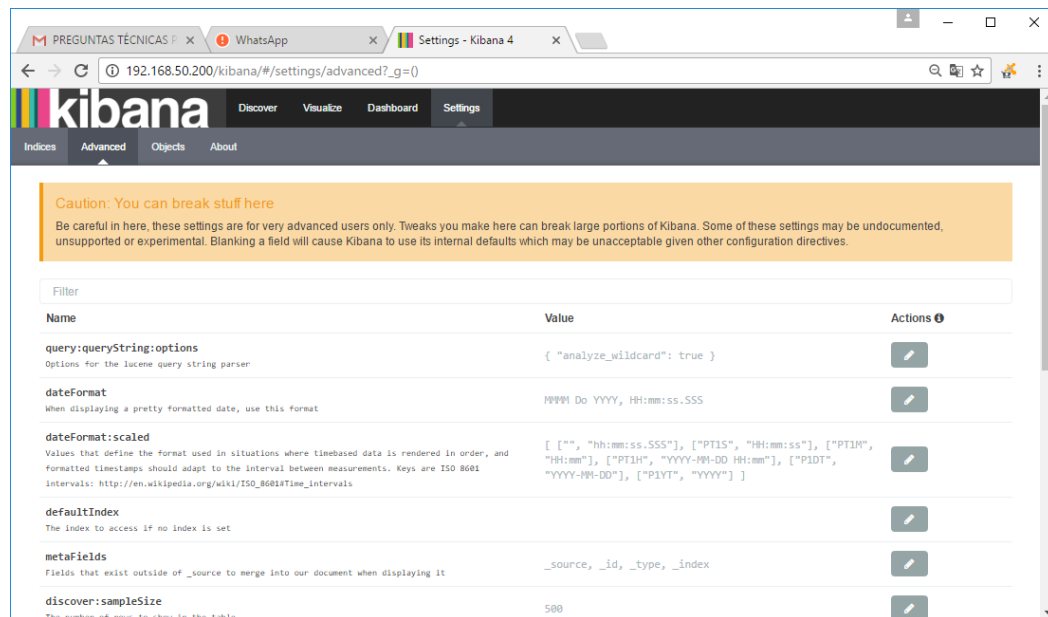 PREGUNTAS TÉCNICAS P
WhatsApp
Settings - Kibana 4
192.168.50.200/kibana/#/settings/advanced?_g=()
kibana
Discover Visualize Dashboard Settings
Indices Advanced Objects About
Caution: You can break stuff here
Be careful in here, these settings are for very advanced users only. Tweaks you make here can break large portions of Kibana. Some of these settings may be undocumented,
unsupported or experimental. Blanking a field will cause Kibana to use its internal defaults which may be unacceptable given other configuration directives.
Filter
Name Value Actions
query:queryString:options
Options for the lucene query string parser
{ "analyze_wildcard": true }
dateFormat
When displaying a pretty formatted date, use this format
MMMM Do YYYY, HH:mm:ss.SSS
dateFormat:scaled
Values that define the format used in situations where timebased data is rendered in order, and
formatted timestamps should adapt to the interval between measurements. Keys are ISO 8601
intervals: http://en.wikipedia.org/wiki/ISO_8601#Time_intervals
[ ["", "hh:mm:ss.SSS"], ["PT1S", "HH:mm:ss"], ["PT1M",
"HH:mm"], ["PT1H", "YYYY-MM-DD HH:mm"], ["P1DT",
"YYYY-MM-DD"], ["P1YT", "YYYY"] ]
defaultIndex
The index to access if no index is set
metaFields
Fields that exist outside of _source to merge into our document when displaying it
_source, _id, _type, _index
discover:sampleSize
The number of rows to show in the table
500